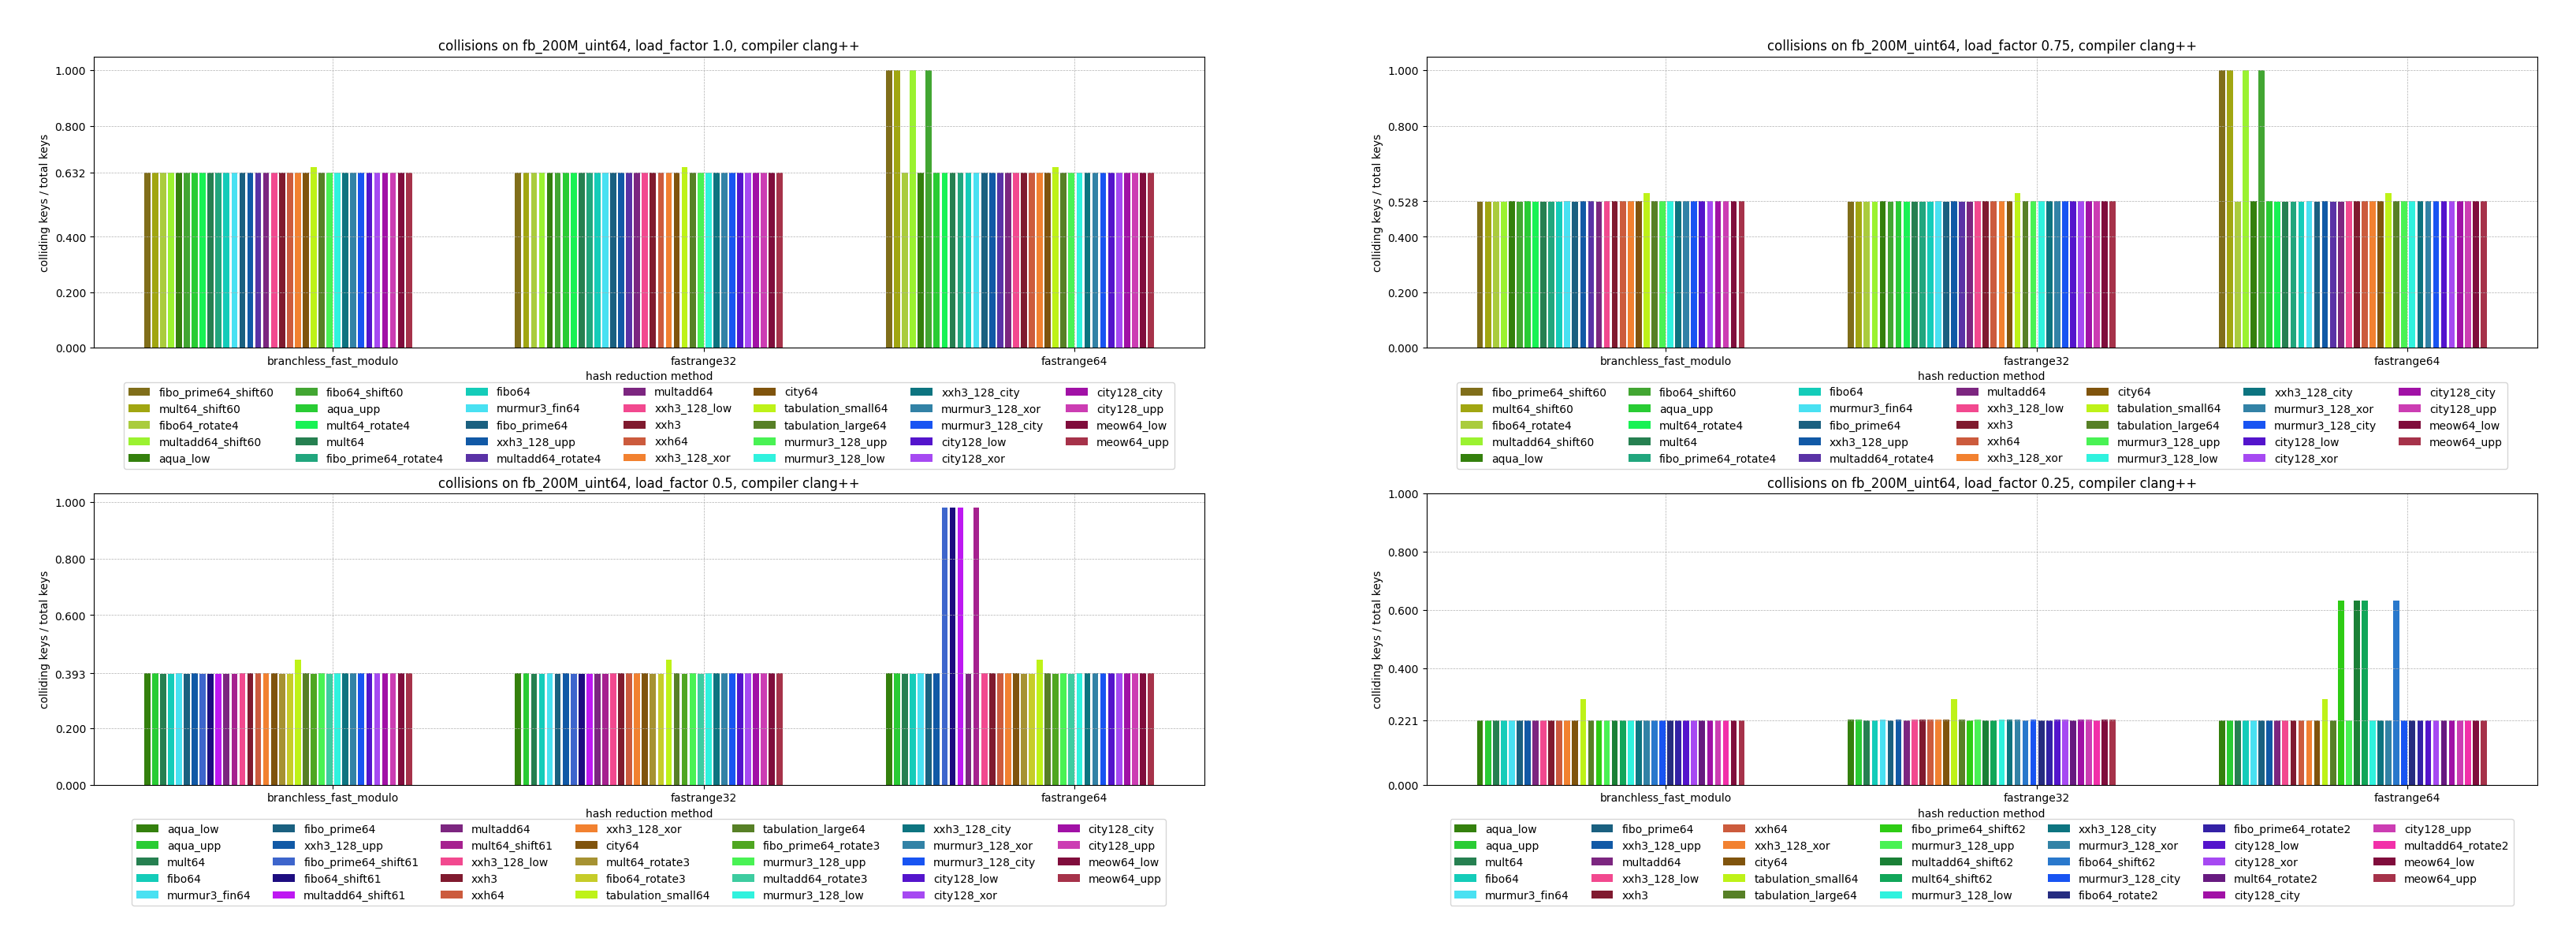 collisions on fb_200M_uint64, load_factor 1.0, compiler clang++
colliding keys / total keys
1.000
0.800
0.632
0.400
0.200
0.000
branchless_fast_modulo fastrange32 fastrange64
hash reduction method
fibo_prime64_shift60 fibo64_shift60 fibo64 multadd64 city64 xxh3_128_city city128_city
mult64_shift60 aqua_upp murmur3_fin64 xxh3_128_low tabulation_small64 murmur3_128_xor city128_upp
fibo64_rotate4 mult64_rotate4 fibo_prime64 xxh3 tabulation_large64 murmur3_128_city meow64_low
multadd64_shift60 mult64 xxh3_128_upp xxh64 murmur3_128_upp city128_low meow64_upp
aqua_low fibo_prime64_rotate4 multadd64_rotate4 xxh3_128_xor murmur3_128_low city128_xor
collisions on fb_200M_uint64, load_factor 0.75, compiler clang++
colliding keys / total keys
1.000
0.800
0.528
0.400
0.200
0.000
branchless_fast_modulo fastrange32 fastrange64
hash reduction method
fibo_prime64_shift60 fibo64_shift60 fibo64 multadd64 city64 xxh3_128_city city128_city
mult64_shift60 aqua_upp murmur3_fin64 xxh3_128_low tabulation_small64 murmur3_128_xor city128_upp
fibo64_rotate4 mult64_rotate4 fibo_prime64 xxh3 tabulation_large64 murmur3_128_city meow64_low
multadd64_shift60 mult64 xxh3_128_upp xxh64 murmur3_128_upp city128_low meow64_upp
aqua_low fibo_prime64_rotate4 multadd64_rotate4 xxh3_128_xor murmur3_128_low city128_xor
collisions on fb_200M_uint64, load_factor 0.5, compiler clang++
colliding keys / total keys
1.000
0.800
0.600
0.393
0.200
0.000
branchless_fast_modulo fastrange32 fastrange64
hash reduction method
aqua_low fibo_prime64 multadd64 xxh3_128_xor tabulation_large64 xxh3_128_city city128_city
aqua_upp xxh3_128_upp mult64_shift61 city64 fibo_prime64_rotate3 murmur3_128_xor city128_upp
mult64 fibo_prime64_shift61 xxh3_128_low mult64_rotate3 murmur3_128_upp murmur3_128_city meow64_low
fibo64 fibo64_shift61 xxh3 fibo64_rotate3 multadd64_rotate3 city128_low meow64_upp
murmur3_fin64 multadd64_shift61 xxh64 tabulation_small64 murmur3_128_low city128_xor
collisions on fb_200M_uint64, load_factor 0.25, compiler clang++
colliding keys / total keys
1.000
0.800
0.600
0.400
0.221
0.000
branchless_fast_modulo fastrange32 fastrange64
hash reduction method
aqua_low fibo_prime64 xxh64 fibo_prime64_shift62 xxh3_128_city fibo_prime64_rotate2 city128_upp
aqua_upp xxh3_128_upp xxh3_128_xor murmur3_128_upp murmur3_128_xor city128_low multadd64_rotate2
mult64 multadd64 city64 multadd64_shift62 fibo64_shift62 city128_xor meow64_low
fibo64 xxh3_128_low tabulation_small64 mult64_shift62 murmur3_128_city mult64_rotate2 meow64_upp
murmur3_fin64 xxh3 tabulation_large64 murmur3_128_low fibo64_rotate2 city128_city